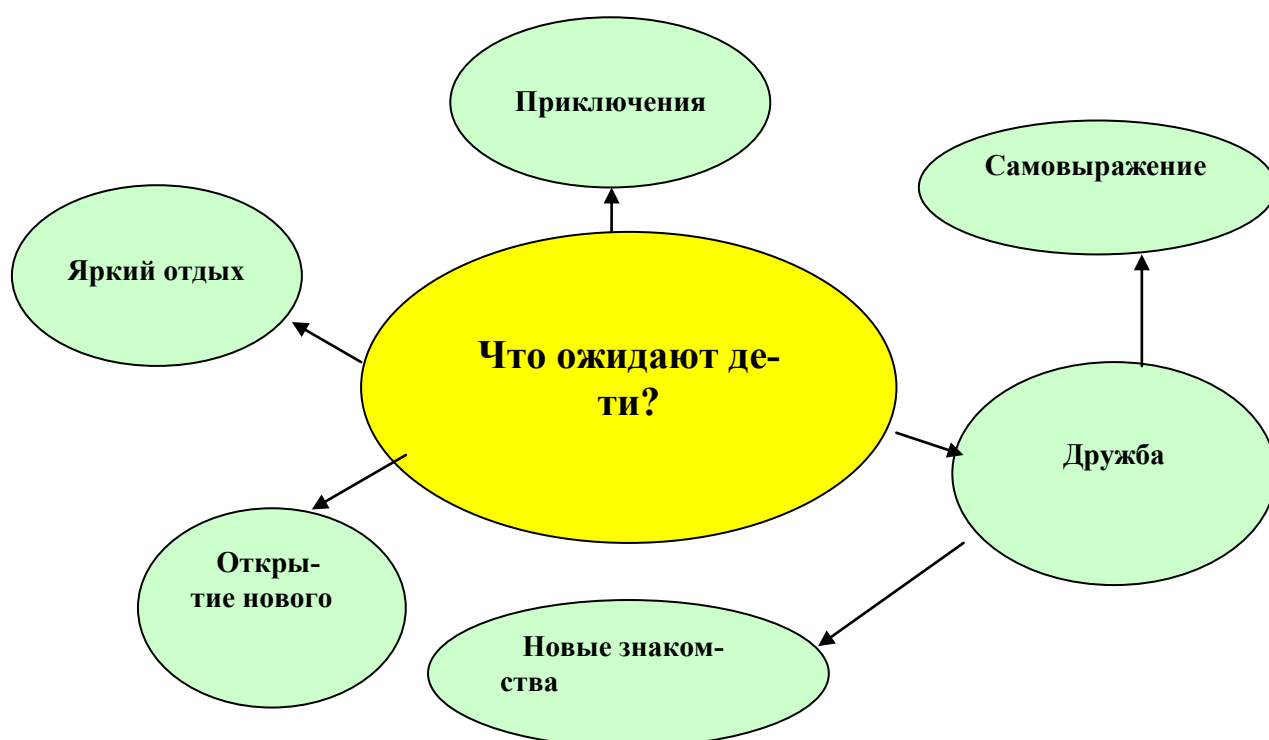 Приключения
Самовыражение
Яркий отдых
Что ожидают де-
ти?
Дружба
Откры-
тие нового
Новые знаком-
ства